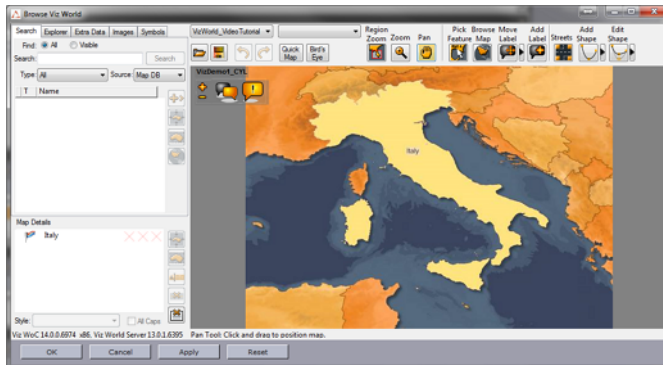 Browse Viz World
Search Explorer Extra Data Images Symbols
Find: All Visible
Search: Search
Type: All Source: Map DB
T Name
Map Details
Italy
Style: All Caps
VizWorld_VideoTutorial
Quick Map
Bird's Eye
Region Zoom
Zoom
Pan
Pick Feature
Browse Map
Move Label
Add Label
Streets
Add Shape
Edit Shape
VizDemo1_CYL
Italy
Viz WoC 14.0.0.6974 x86, Viz World Server 13.0.1.6395 Pan Tool: Click and drag to position map.
OK Cancel Apply Reset